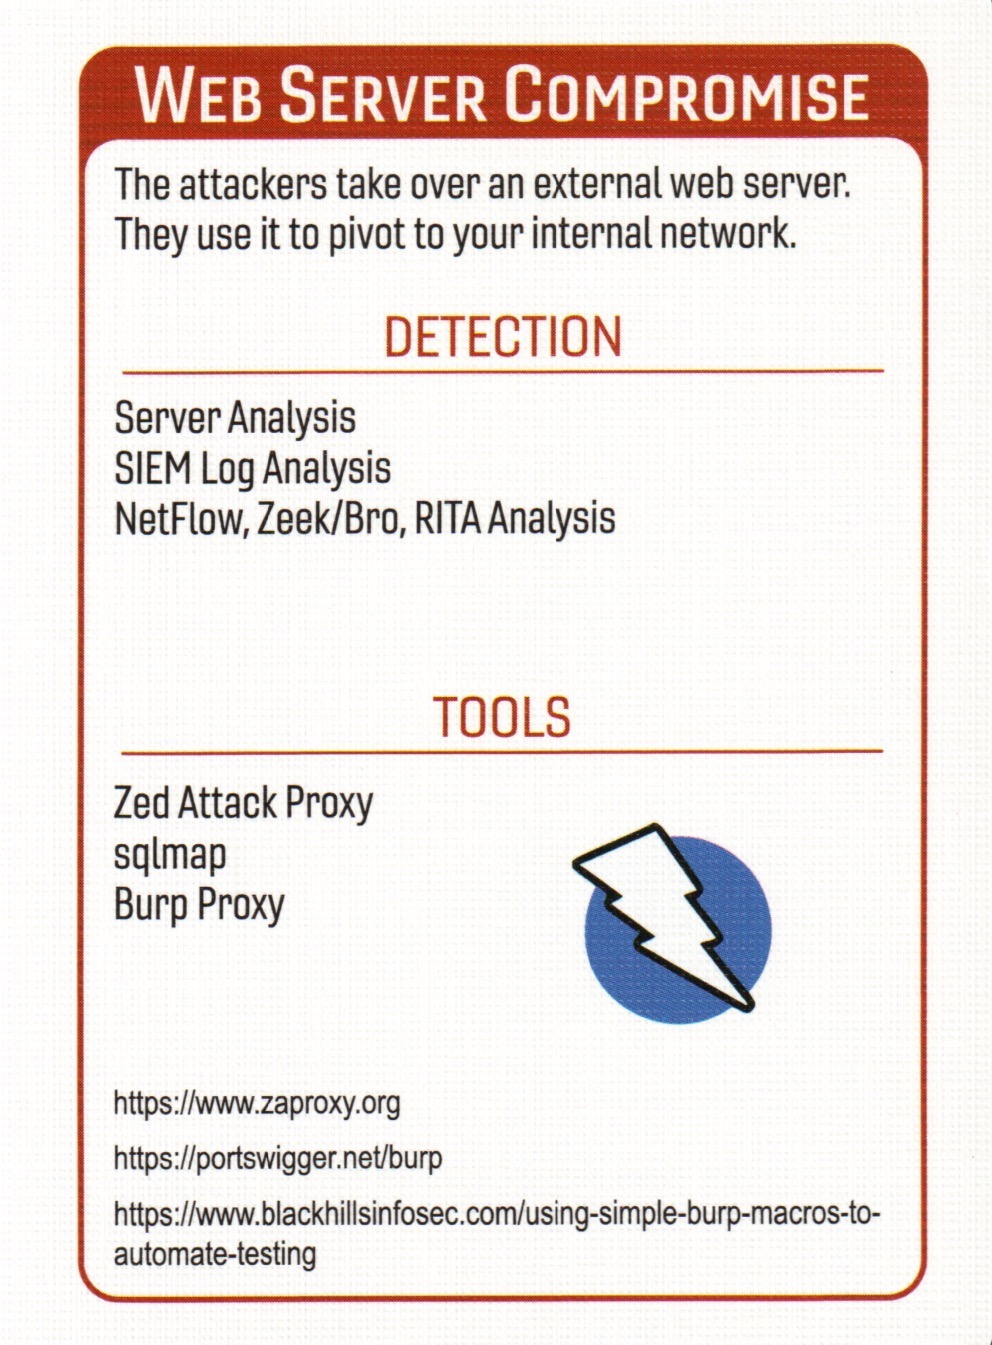 WEB SERVER COMPROMISE
The attackers take over an external web server.
They use it to pivot to your internal network.
DETECTION
Server Analysis
SIEM Log Analysis
NetFlow, Zeek/Bro, RITA Analysis
TOOLS
Zed Attack Proxy
sqlmap
Burp Proxy
https://www.zaproxy.org
https://portswigger.net/burp
https://www.blackhillsinfosec.com/using-simple-burp-macros-to-
automate-testing